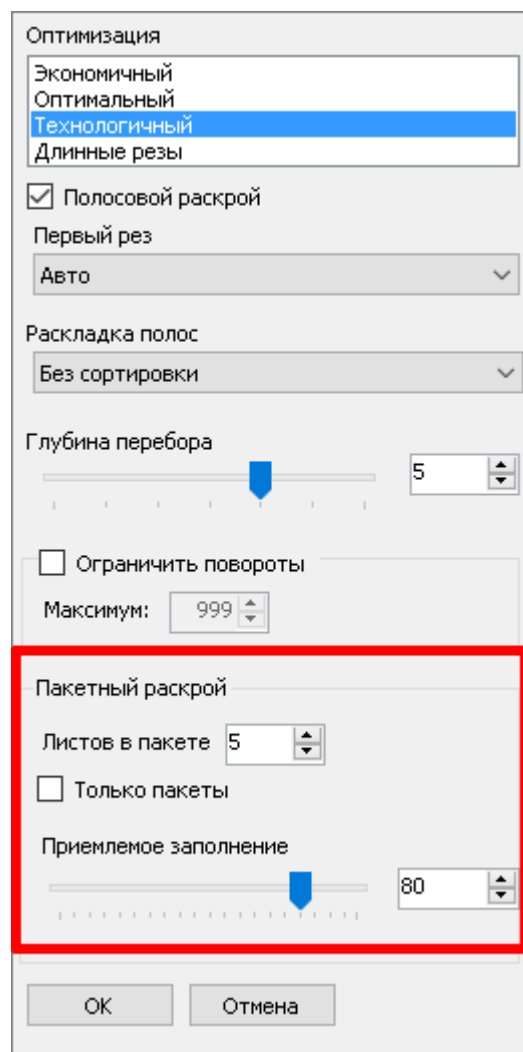 Оптимизация
Экономичный
Оптимальный
Технологичный
Длинные резы
Полосовой раскрой
Первый рез
Авто
Раскладка полос
Без сортировки
Глубина перебора
5
Ограничить повороты
Максимум: 999
Пакетный раскрой
Листов в пакете 5
Только пакеты
Приемлемое заполнение
80
ОК Отмена